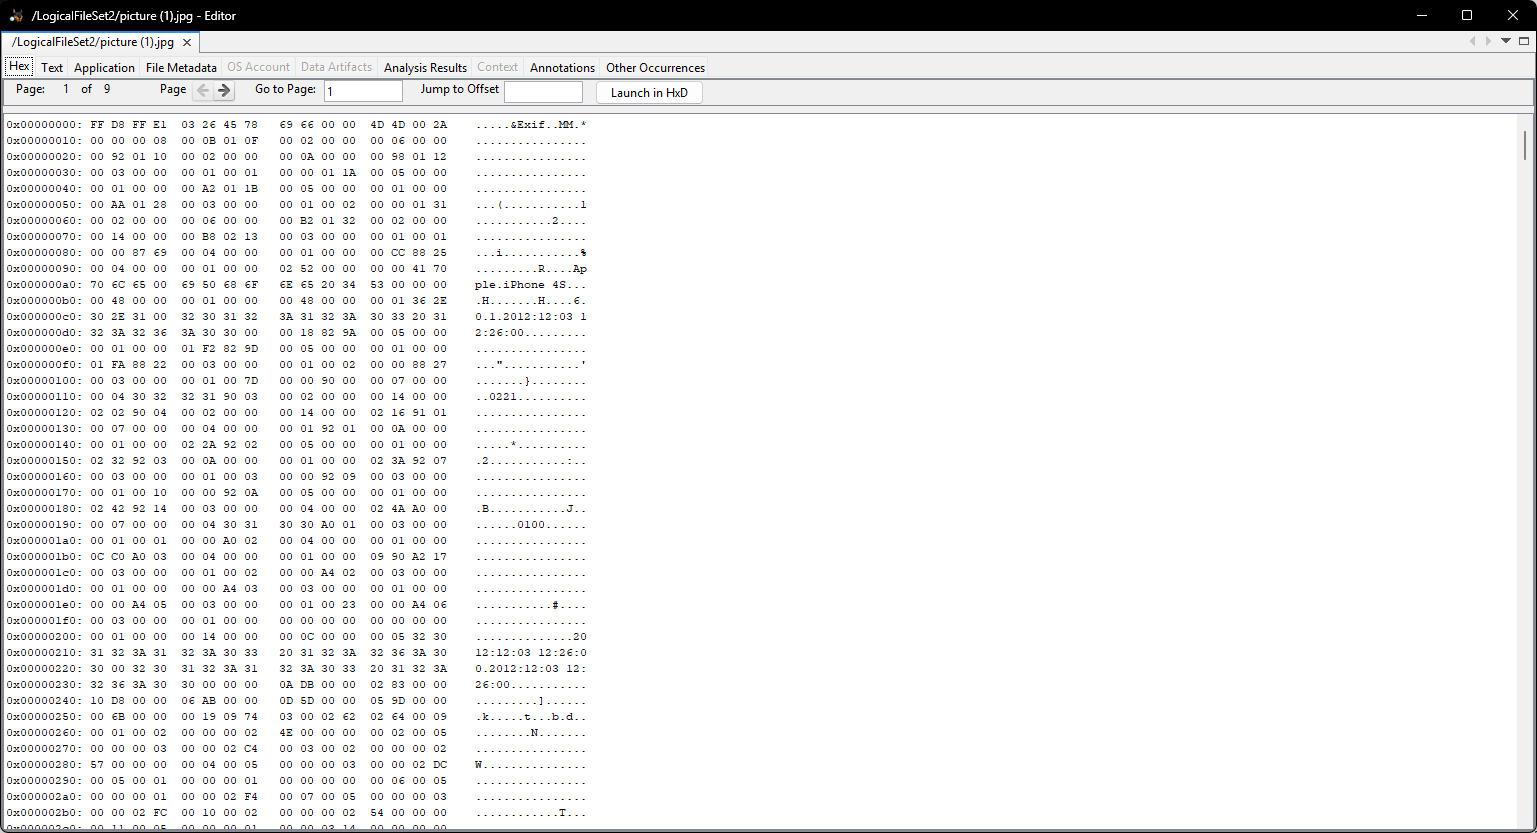 /LogicalFileSet2/picture (1).jpg - Editor
/LogicalFileSet2/picture (1).jpg
Hex Text Application File Metadata OS Account Data Artifacts Analysis Results Context Annotations Other Occurrences
Page: 1 of 9 Page Go to Page: 1 Jump to Offset Launch in HxD
0x00000000: FF D8 FF E1 03 26 45 78 69 66 00 00 4D 4D 00 2A .....&Exif..MM.*
0x00000010: 00 00 00 08 00 0B 01 0F 00 02 00 00 00 06 00 00 ................
0x00000020: 00 92 01 10 00 02 00 00 00 0A 00 00 00 98 01 12 ................
0x00000030: 00 03 00 00 00 01 00 01 00 00 01 1A 00 05 00 00 ................
0x00000040: 00 01 00 00 00 A2 01 1B 00 05 00 00 00 01 00 00 ................
0x00000050: 00 AA 01 28 00 03 00 00 00 01 00 02 00 00 01 31 ...(...........1
0x00000060: 00 02 00 00 00 06 00 00 00 B2 01 32 00 02 00 00 ...........2....
0x00000070: 00 14 00 00 00 B8 02 13 00 03 00 00 00 01 00 01 ................
0x00000080: 00 00 87 69 00 04 00 00 00 01 00 00 00 CC 88 25 ...i...........%
0x00000090: 00 04 00 00 00 01 00 00 02 52 00 00 00 00 41 70 .........R....Ap
0x000000a0: 70 6C 65 00 69 50 68 6F 6E 65 20 34 53 00 00 00 ple.iPhone 4S...
0x000000b0: 00 48 00 00 00 01 00 00 00 48 00 00 00 01 36 2E .H.......H....6.
0x000000c0: 30 2E 31 00 32 30 31 32 3A 31 32 3A 30 33 20 31 0.1.2012:12:03 1
0x000000d0: 32 3A 32 36 3A 30 30 00 00 18 82 9A 00 05 00 00 2:26:00.........
0x000000e0: 00 01 00 00 01 F2 82 9D 00 05 00 00 00 01 00 00 ................
0x000000f0: 01 FA 88 22 00 03 00 00 00 01 00 02 00 00 88 27 ..."...........'
0x00000100: 00 03 00 00 00 01 00 7D 00 00 90 00 00 07 00 00 .......}........
0x00000110: 00 04 30 32 32 31 90 03 00 02 00 00 00 14 00 00 ..0221..........
0x00000120: 02 02 90 04 00 02 00 00 00 14 00 00 02 16 91 01 ................
0x00000130: 00 07 00 00 00 04 00 00 00 01 92 01 00 0A 00 00 ................
0x00000140: 00 01 00 00 02 2A 92 02 00 05 00 00 00 01 00 00 .....*..........
0x00000150: 02 32 92 03 00 0A 00 00 00 01 00 00 02 3A 92 07 .2...........:..
0x00000160: 00 03 00 00 00 01 00 03 00 00 92 09 00 03 00 00 ................
0x00000170: 00 01 00 10 00 00 92 0A 00 05 00 00 00 01 00 00 ................
0x00000180: 02 42 92 14 00 03 00 00 00 04 00 00 02 4A A0 00 .B...........J..
0x00000190: 00 07 00 00 00 04 30 31 30 30 A0 01 00 03 00 00 ......0100......
0x000001a0: 00 01 00 01 00 00 A0 02 00 04 00 00 00 01 00 00 ................
0x000001b0: 0C C0 A0 03 00 04 00 00 00 01 00 00 09 90 A2 17 ................
0x000001c0: 00 03 00 00 00 01 00 02 00 00 A4 02 00 03 00 00 ................
0x000001d0: 00 01 00 00 00 00 A4 03 00 03 00 00 00 01 00 00 ................
0x000001e0: 00 00 A4 05 00 03 00 00 00 01 00 23 00 00 A4 06 ...........#....
0x000001f0: 00 03 00 00 00 01 00 00 00 00 00 00 00 00 00 00 ................
0x00000200: 00 01 00 00 00 14 00 00 00 0C 00 00 00 05 32 30 ..............20
0x00000210: 31 32 3A 31 32 3A 30 33 20 31 32 3A 32 36 3A 30 12:12:03 12:26:0
0x00000220: 30 00 32 30 31 32 3A 31 32 3A 30 33 20 31 32 3A 0.2012:12:03 12:
0x00000230: 32 36 3A 30 30 00 00 00 0A DB 00 00 02 83 00 00 26:00...........
0x00000240: 10 D8 00 00 06 AB 00 00 0D 5D 00 00 05 9D 00 00 .........]......
0x00000250: 00 6B 00 00 00 19 09 74 03 00 02 62 02 64 00 09 .k.....t...b.d..
0x00000260: 00 01 00 02 00 00 00 02 4E 00 00 00 00 02 00 05 ........N.......
0x00000270: 00 00 00 03 00 00 02 C4 00 03 00 02 00 00 00 02 ................
0x00000280: 57 00 00 00 00 04 00 05 00 00 00 03 00 00 02 DC W...............
0x00000290: 00 05 00 01 00 00 00 01 00 00 00 00 00 06 00 05 ................
0x000002a0: 00 00 00 01 00 00 02 F4 00 07 00 05 00 00 00 03 ................
0x000002b0: 00 00 02 FC 00 10 00 02 00 00 00 02 54 00 00 00 ............T...